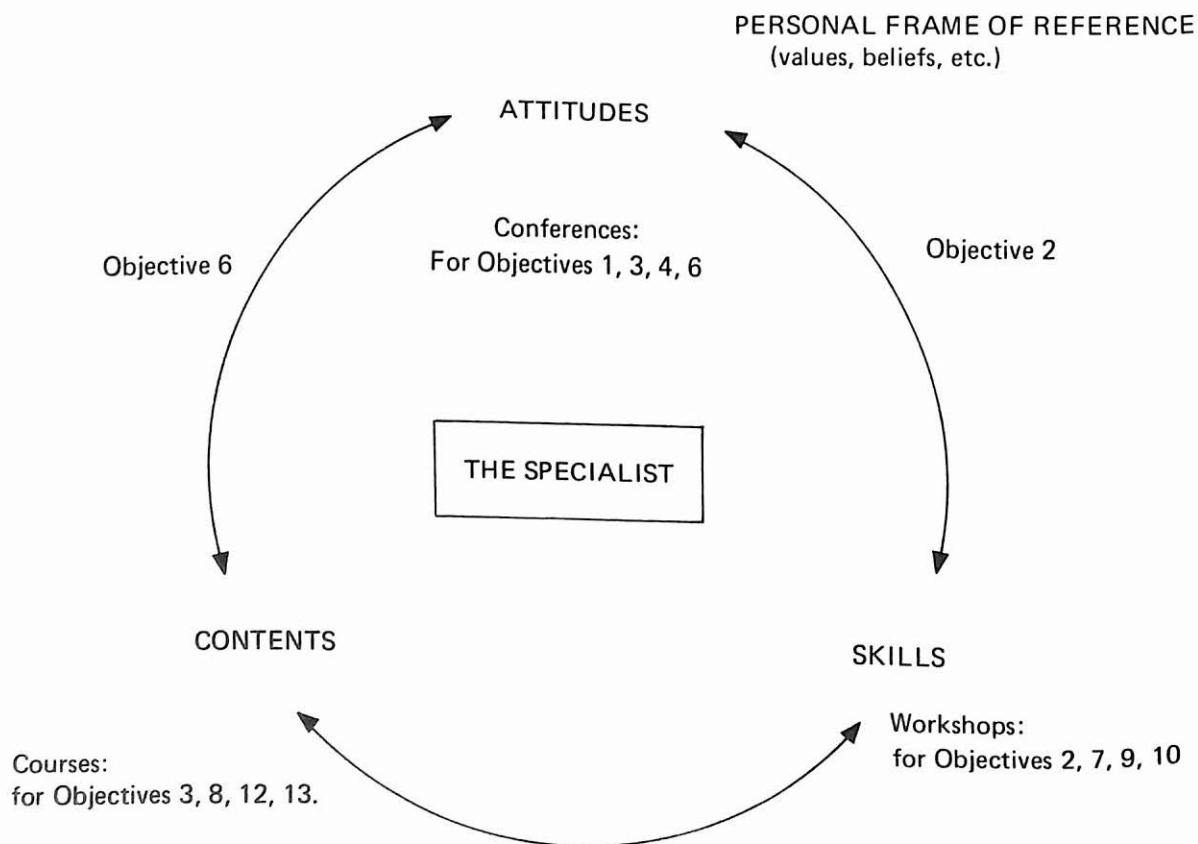 PERSONAL FRAME OF REFERENCE
(values, beliefs, etc.)
ATTITUDES
Conferences:
For Objectives 1, 3, 4, 6
Objective 6
Objective 2
THE SPECIALIST
CONTENTS
SKILLS
Courses:
for Objectives 3, 8, 12, 13.
Workshops:
for Objectives 2, 7, 9, 10